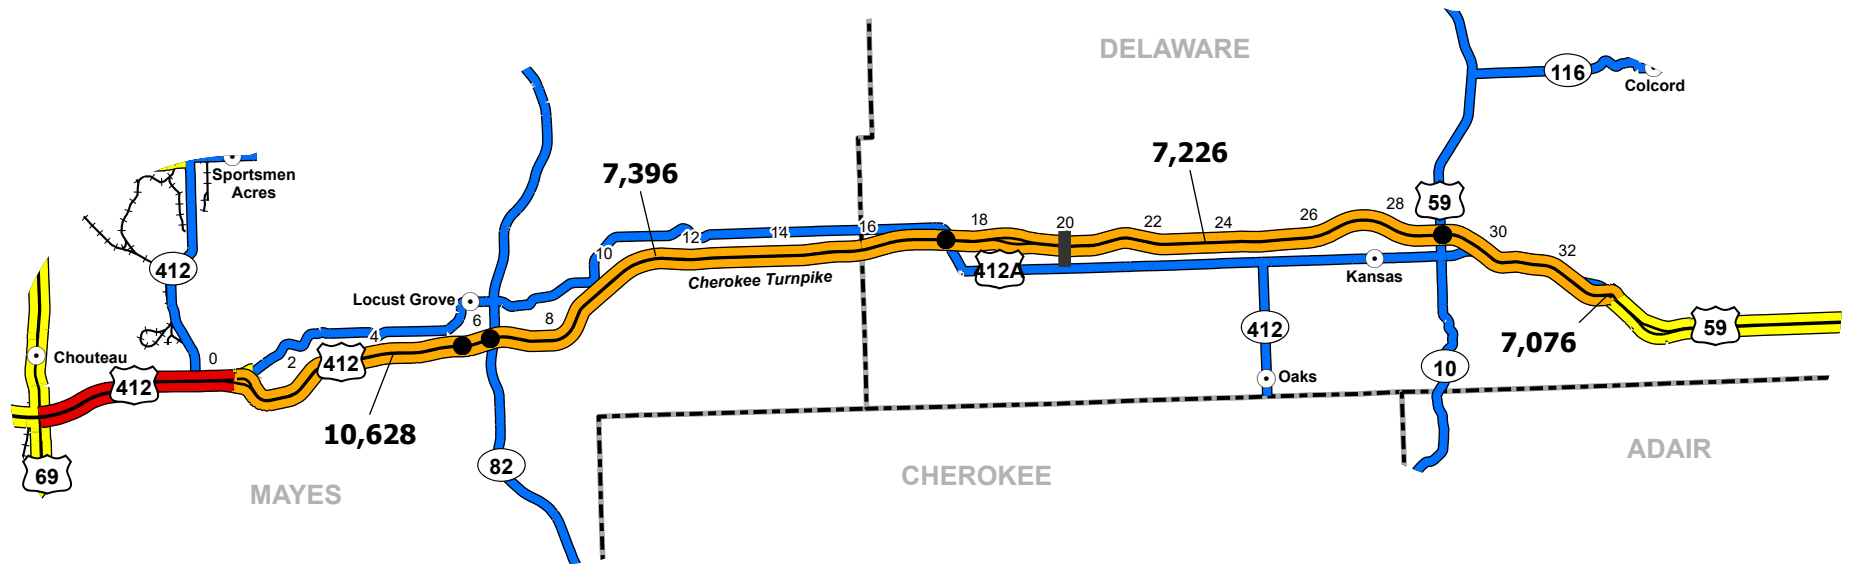 DELAWARE
116
Colcord
7,226
7,396
Sportsmen
Acres
59
28
26
24
22
20
18
16
14
12
10
30
32
412
412A
Kansas
Cherokee Turnpike
Locust Grove
8
6
4
2
0
412
59
7,076
412
Oaks
Chouteau
412
10
10,628
ADAIR
82
69
CHEROKEE
MAYES